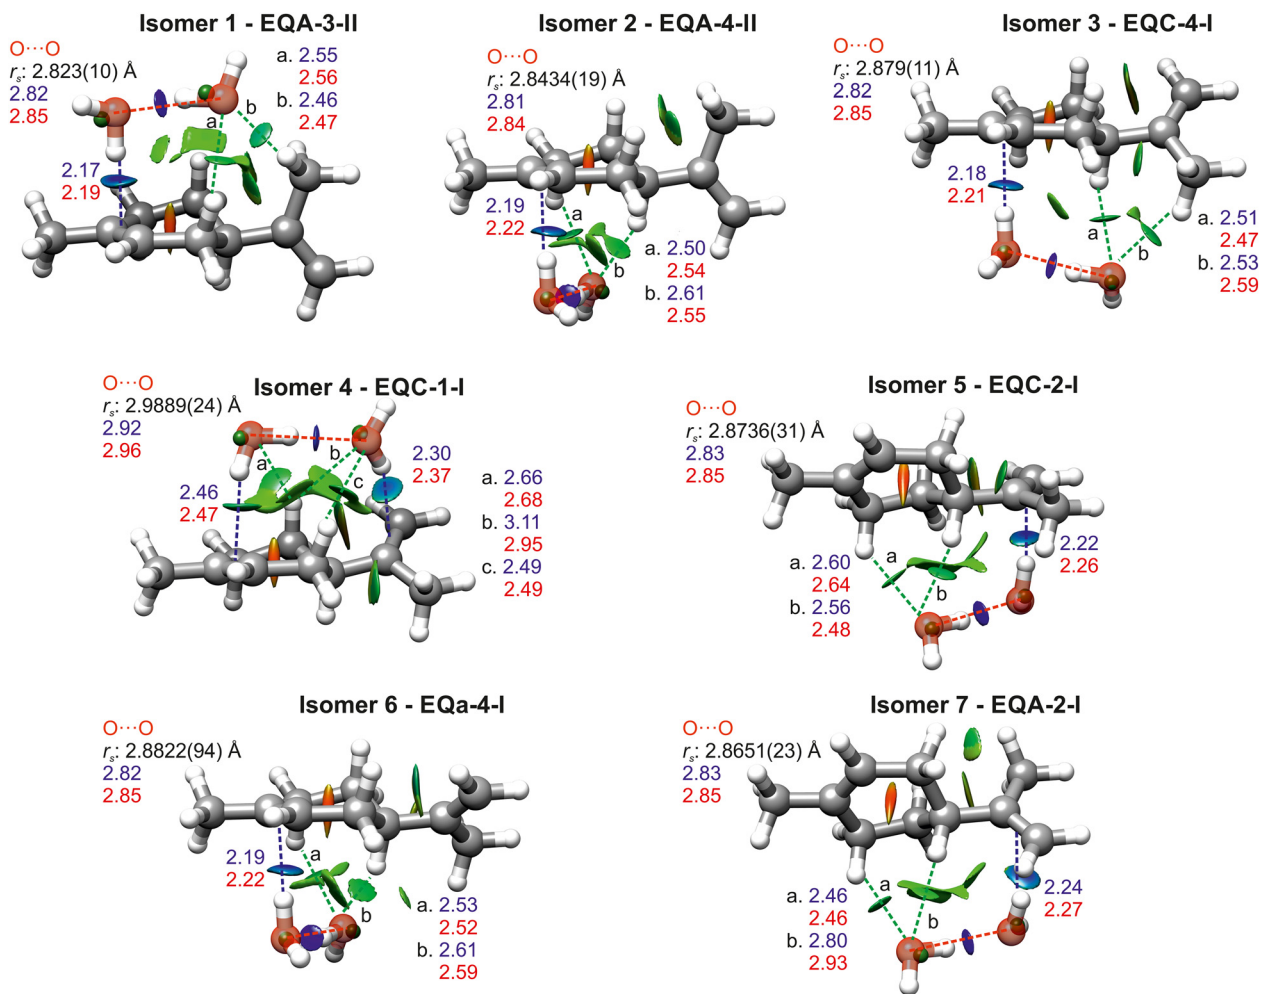 Isomer 1 - EQA-3-II
O···O
rs: 2.823(10) Å
2.82
2.85
a. 2.55
2.56
b. 2.46
2.47
a
b
2.17
2.19
Isomer 2 - EQA-4-II
O···O
rs: 2.8434(19) Å
2.81
2.84
2.19
2.22
a
b
a. 2.50
2.54
b. 2.61
2.55
Isomer 3 - EQC-4-I
O···O
rs: 2.879(11) Å
2.82
2.85
2.18
2.21
a
b
a. 2.51
2.47
b. 2.53
2.59
Isomer 4 - EQC-1-I
O···O
rs: 2.9889(24) Å
2.92
2.96
a
b
c
2.30
2.37
2.46
2.47
a. 2.66
2.68
b. 3.11
2.95
c. 2.49
2.49
Isomer 5 - EQC-2-I
O···O
rs: 2.8736(31) Å
2.83
2.85
2.22
2.26
a
b
a. 2.60
2.64
b. 2.56
2.48
Isomer 6 - EQa-4-I
O···O
rs: 2.8822(94) Å
2.82
2.85
2.19
2.22
a
b
a. 2.53
2.52
b. 2.61
2.59
Isomer 7 - EQA-2-I
O···O
rs: 2.8651(23) Å
2.83
2.85
a
b
2.24
2.27
a. 2.46
2.46
b. 2.80
2.93